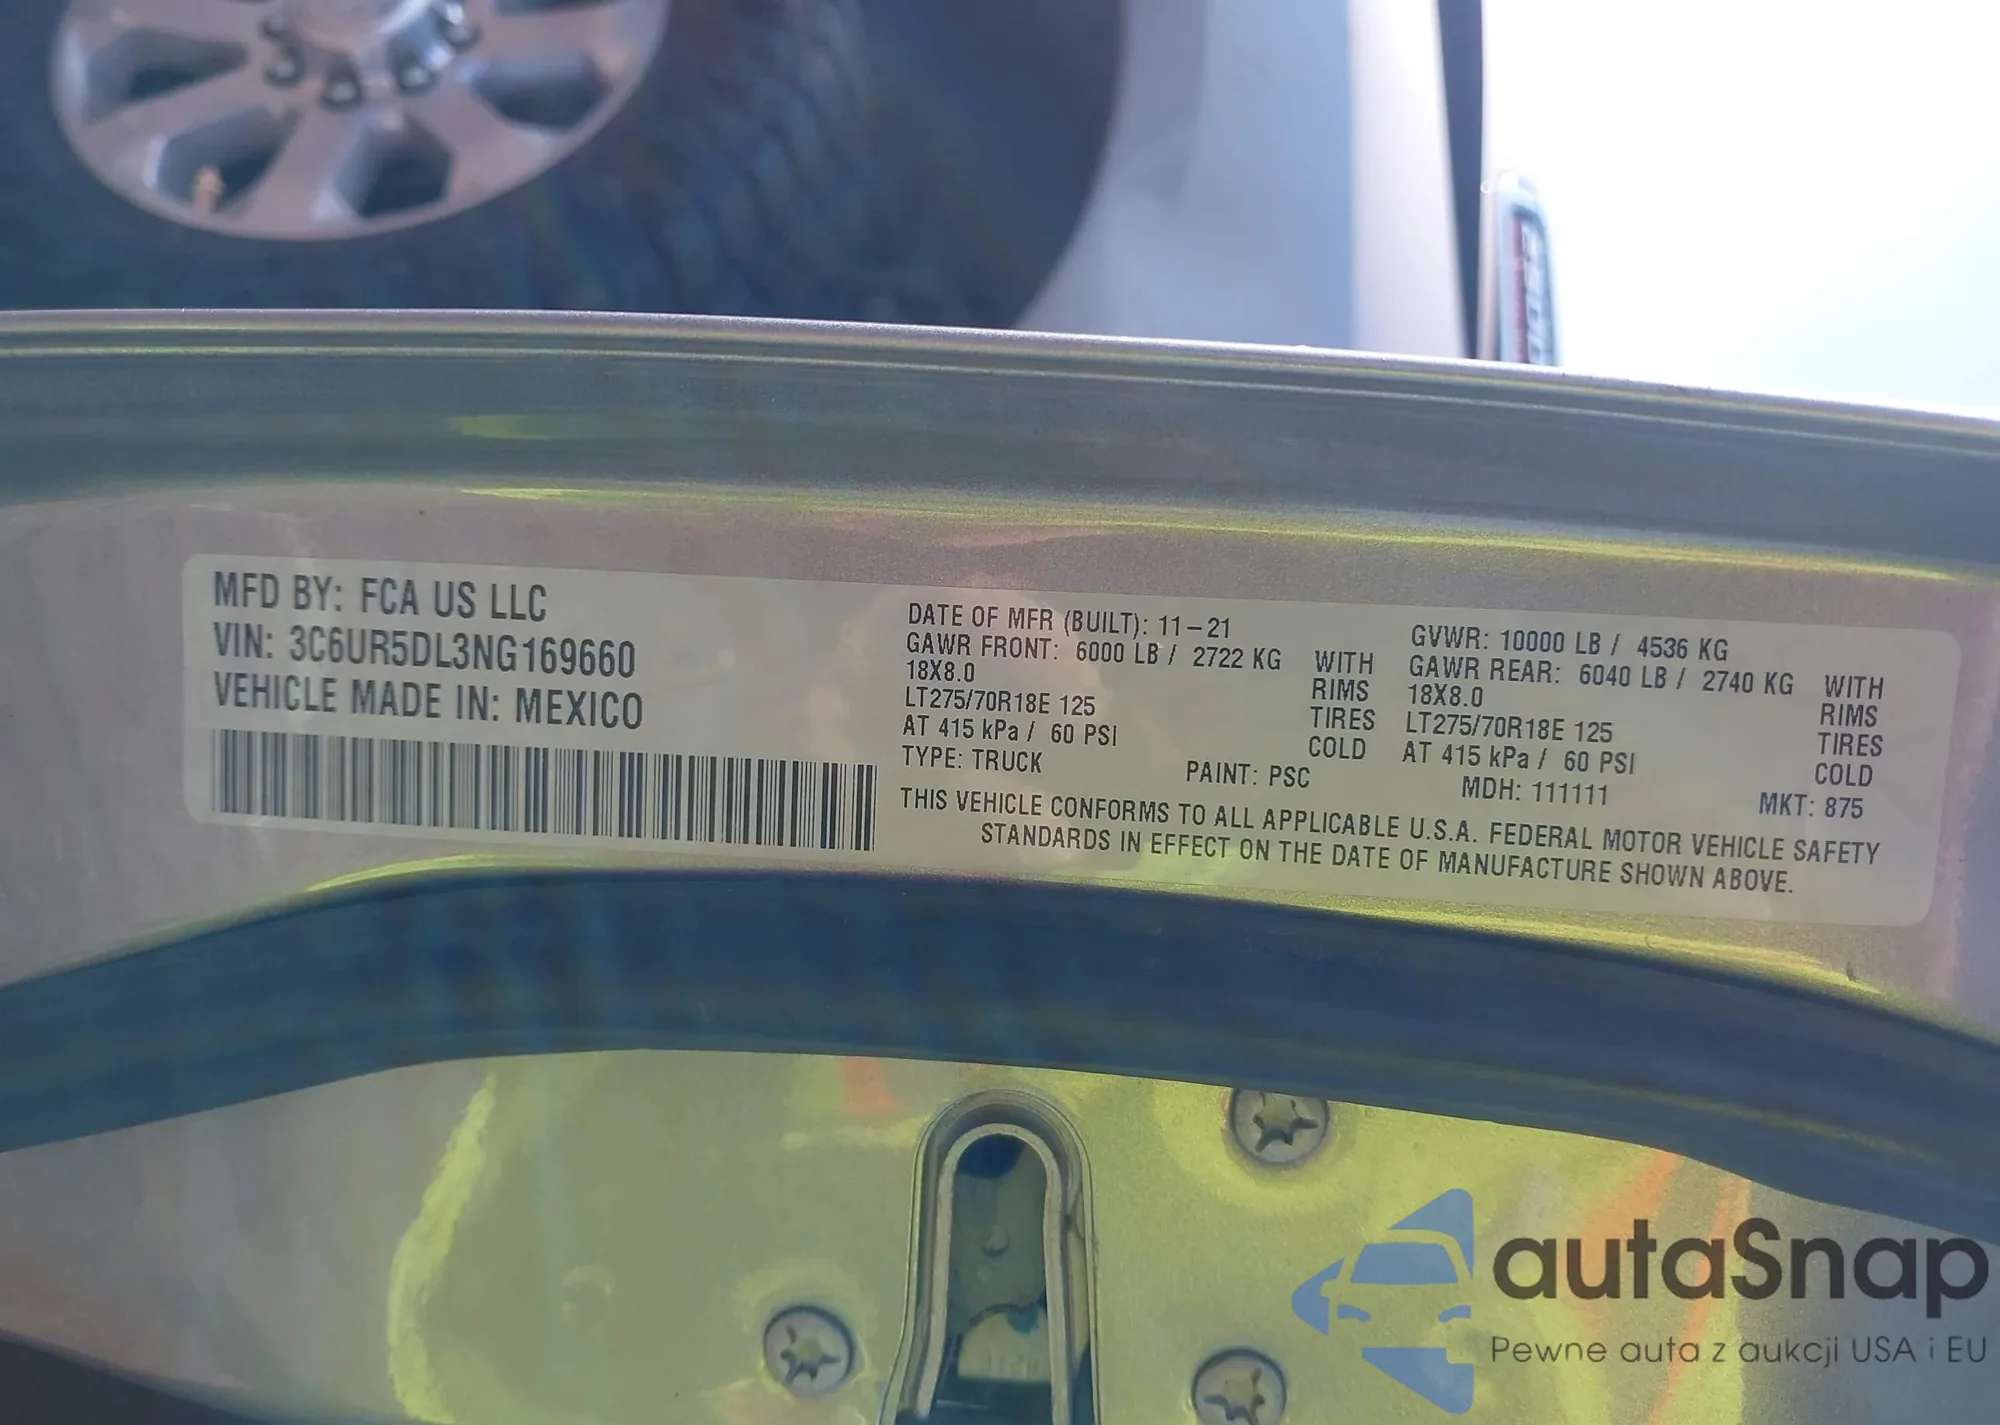 MFD BY: FCA US LLC
VIN: 3C6UR5DL3NG169660
VEHICLE MADE IN: MEXICO
DATE OF MFR (BUILT): 11-21
GAWR FRONT: 6000 LB / 2722 KG WITH
18X8.0 RIMS
LT275/70R18E 125 TIRES
AT 415 kPa / 60 PSI COLD
GVWR: 10000 LB / 4536 KG
GAWR REAR: 6040 LB / 2740 KG WITH
18X8.0 RIMS
LT275/70R18E 125 TIRES
AT 415 kPa / 60 PSI COLD
TYPE: TRUCK PAINT: PSC MDH: 111111 MKT: 875
THIS VEHICLE CONFORMS TO ALL APPLICABLE U.S.A. FEDERAL MOTOR VEHICLE SAFETY
STANDARDS IN EFFECT ON THE DATE OF MANUFACTURE SHOWN ABOVE.
autaSnap
Pewne auta z aukcji USA i EU